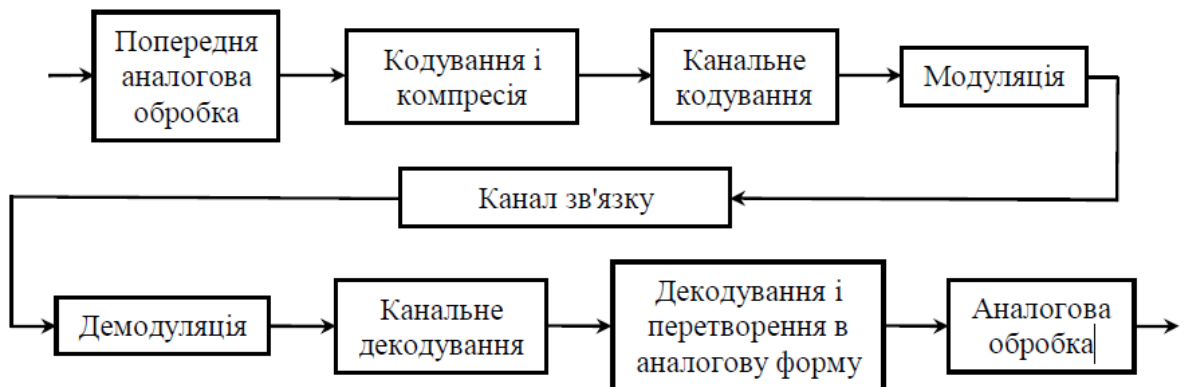 Попередня
аналогова
обробка
Кодування і
компресія
Канальне
кодування
Модуляція
Канал зв'язку
Демодуляція
Канальне
декодування
Декодування і
перетворення в
аналогову форму
Аналогова
обробка